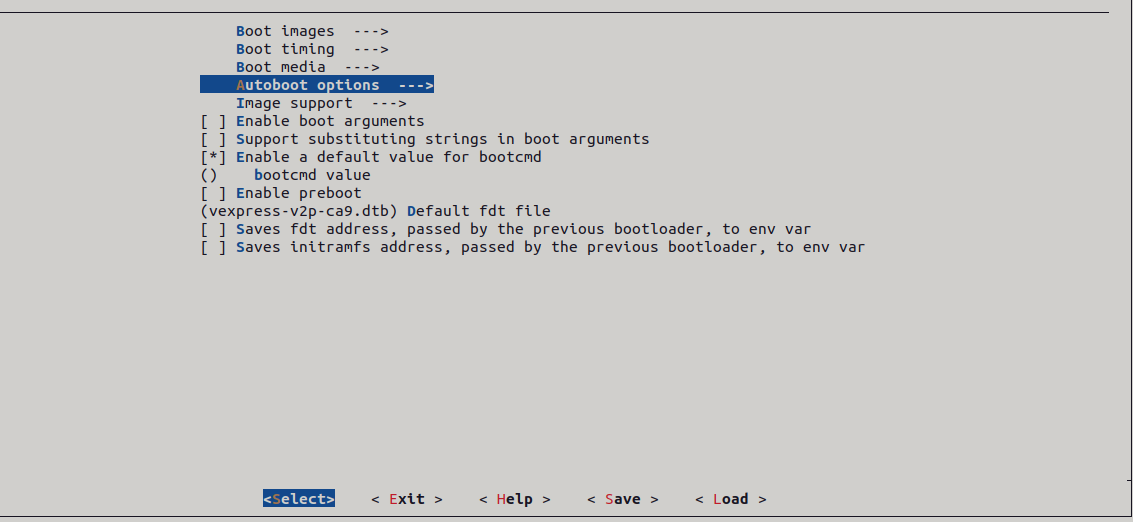 Boot images  --->
Boot timing  --->
Boot media  --->
Autoboot options  --->
Image support  --->
[ ] Enable boot arguments
[ ] Support substituting strings in boot arguments
[*] Enable a default value for bootcmd
()    bootcmd value
[ ] Enable preboot
(vexpress-v2p-ca9.dtb) Default fdt file
[ ] Saves fdt address, passed by the previous bootloader, to env var
[ ] Saves initramfs address, passed by the previous bootloader, to env var
<Select>    < Exit >    < Help >    < Save >    < Load >